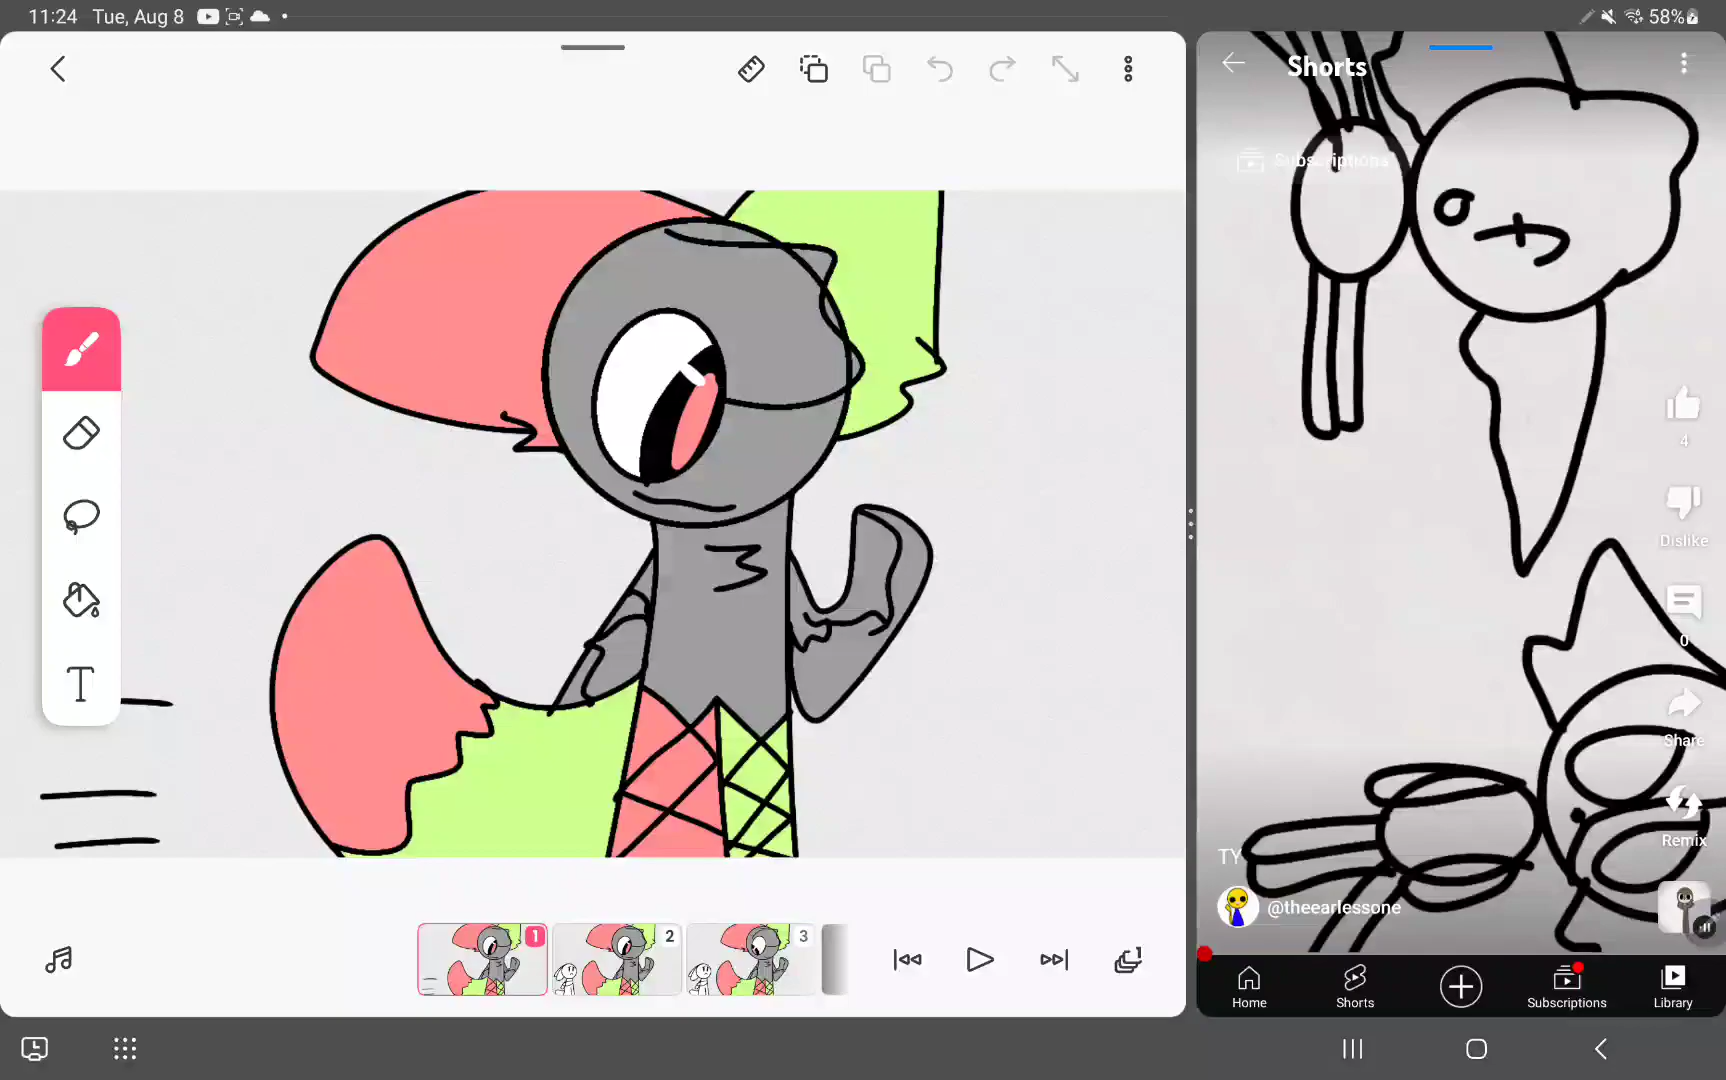 11:24 Tue, Aug 8
58%
Shorts
Subscriptions
4
Dislike
0
Share
Remix
TY
@theearlessone
T
1
2
3
Home
Shorts
Subscriptions
Library